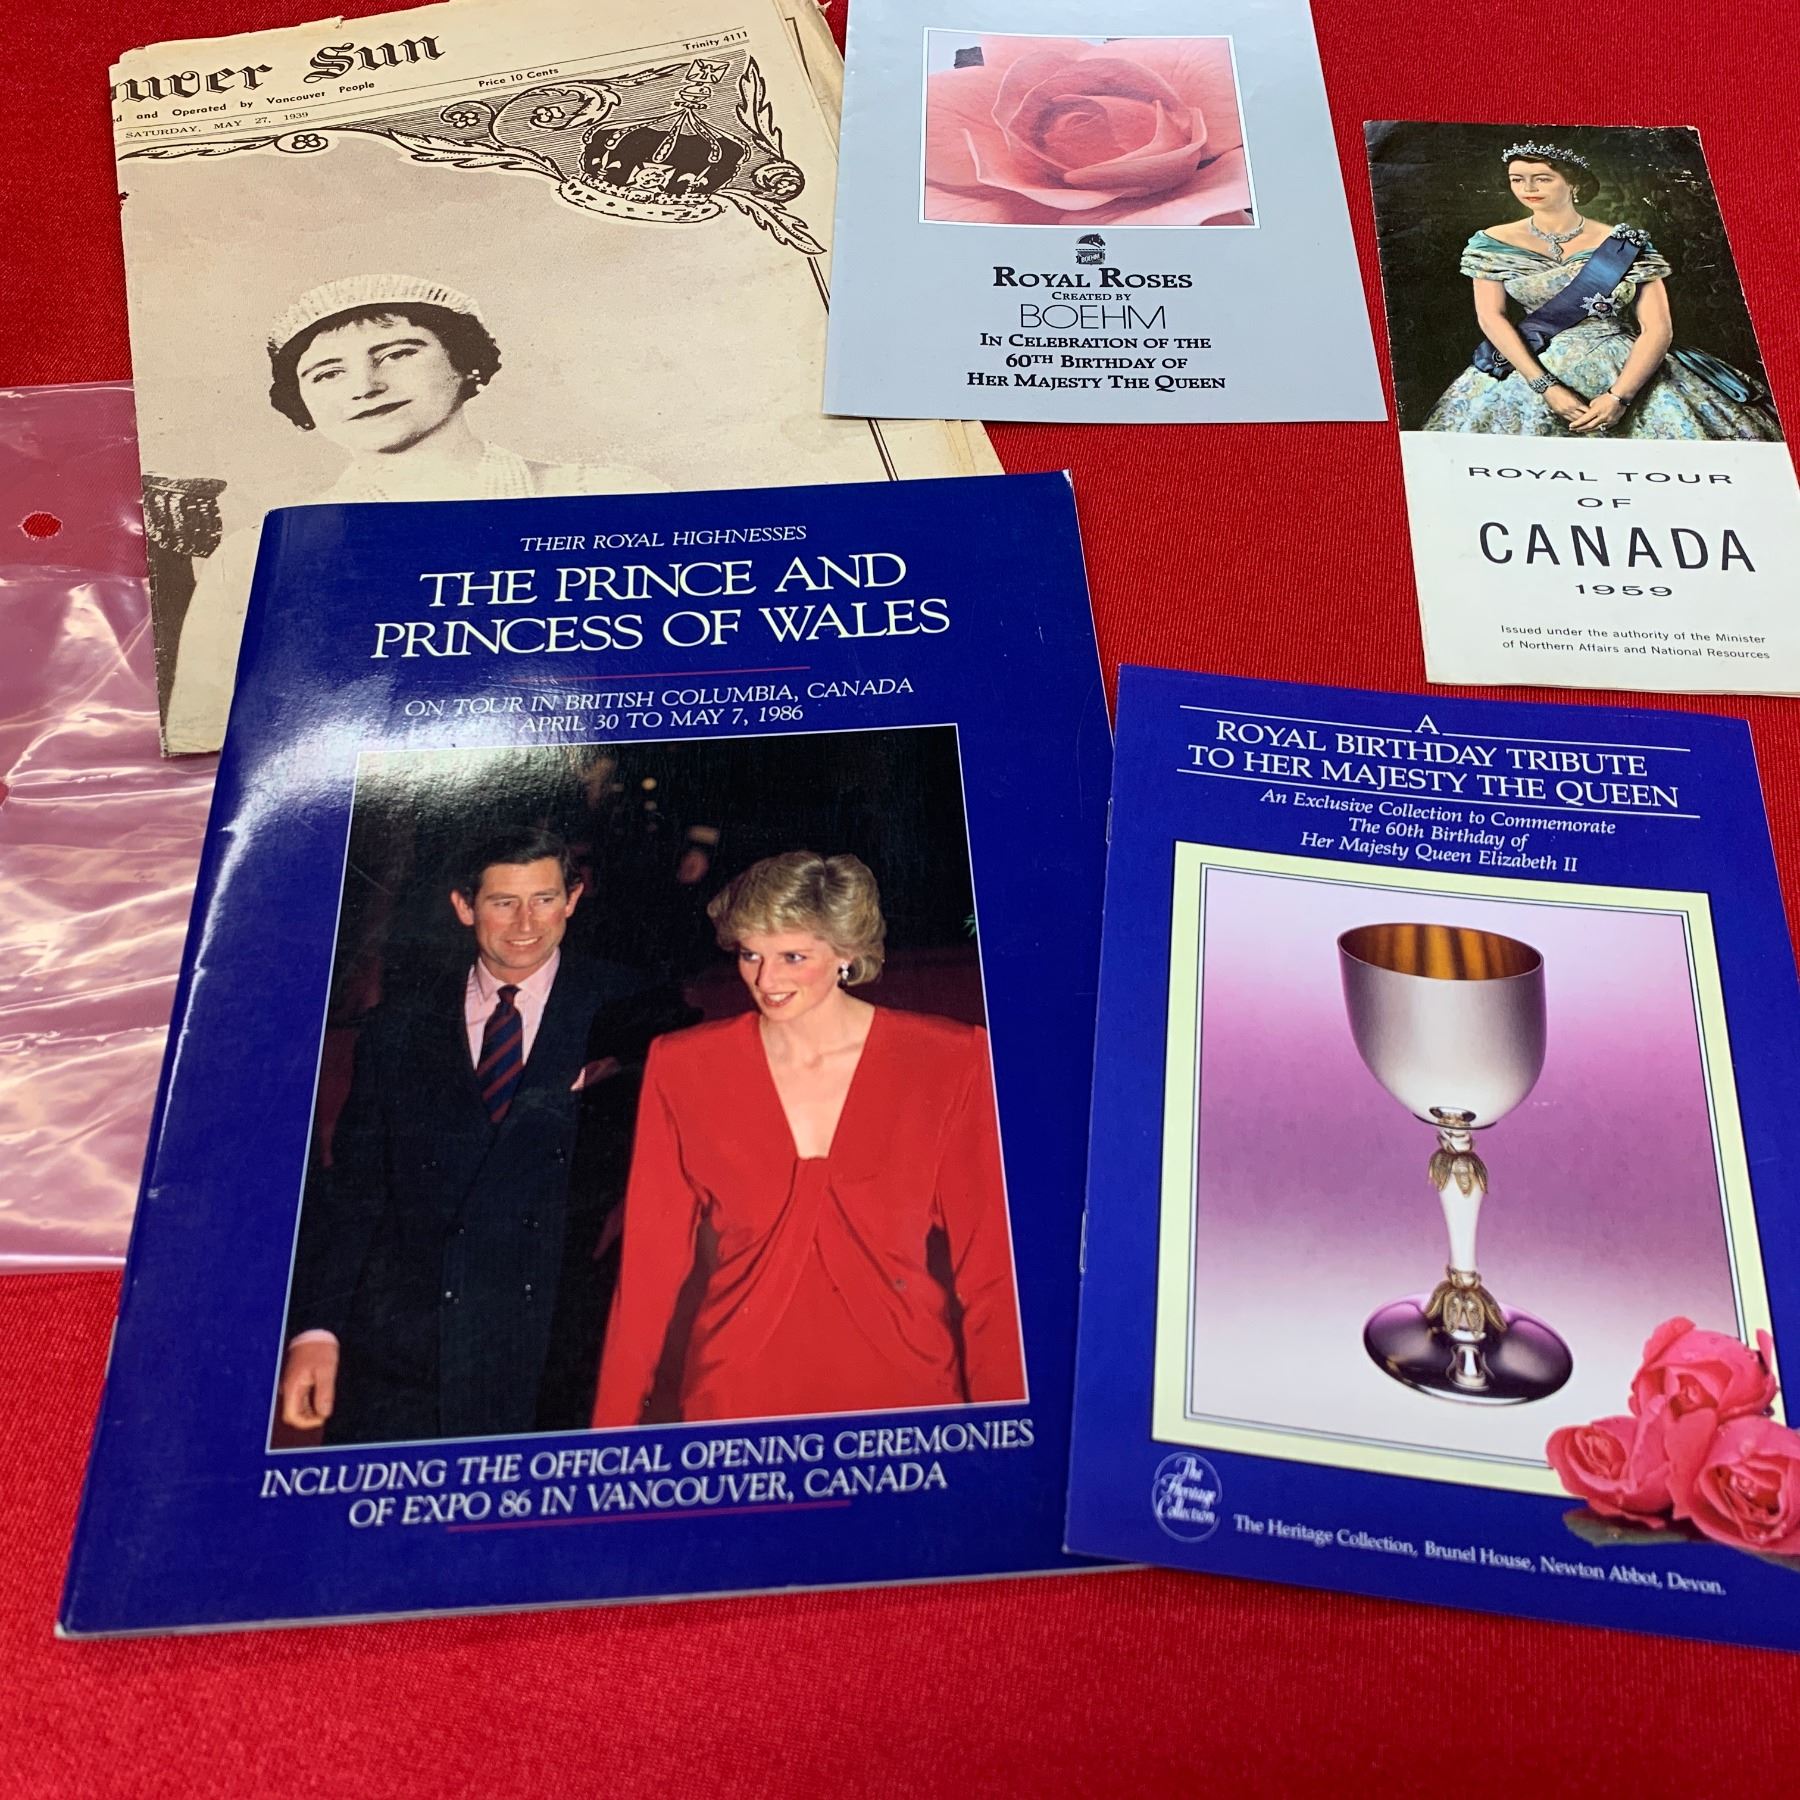 Sun
d and Operated by Vancouver People
Price 10 Cents
Trinity 4111
SATURDAY, MAY 27, 1939
BOEHM
ROYAL ROSES
CREATED BY
BOEHM
IN CELEBRATION OF THE
60TH BIRTHDAY OF
HER MAJESTY THE QUEEN
ROYAL TOUR
OF
CANADA
1959
Issued under the authority of the Minister
of Northern Affairs and National Resources
THEIR ROYAL HIGHNESSES
THE PRINCE AND
PRINCESS OF WALES
ON TOUR IN BRITISH COLUMBIA, CANADA
APRIL 30 TO MAY 7, 1986
INCLUDING THE OFFICIAL OPENING CEREMONIES
OF EXPO 86 IN VANCOUVER, CANADA
A
ROYAL BIRTHDAY TRIBUTE
TO HER MAJESTY THE QUEEN
An Exclusive Collection to Commemorate
The 60th Birthday of
Her Majesty Queen Elizabeth II
The
Heritage
Collection
The Heritage Collection, Brunel House, Newton Abbot, Devon.